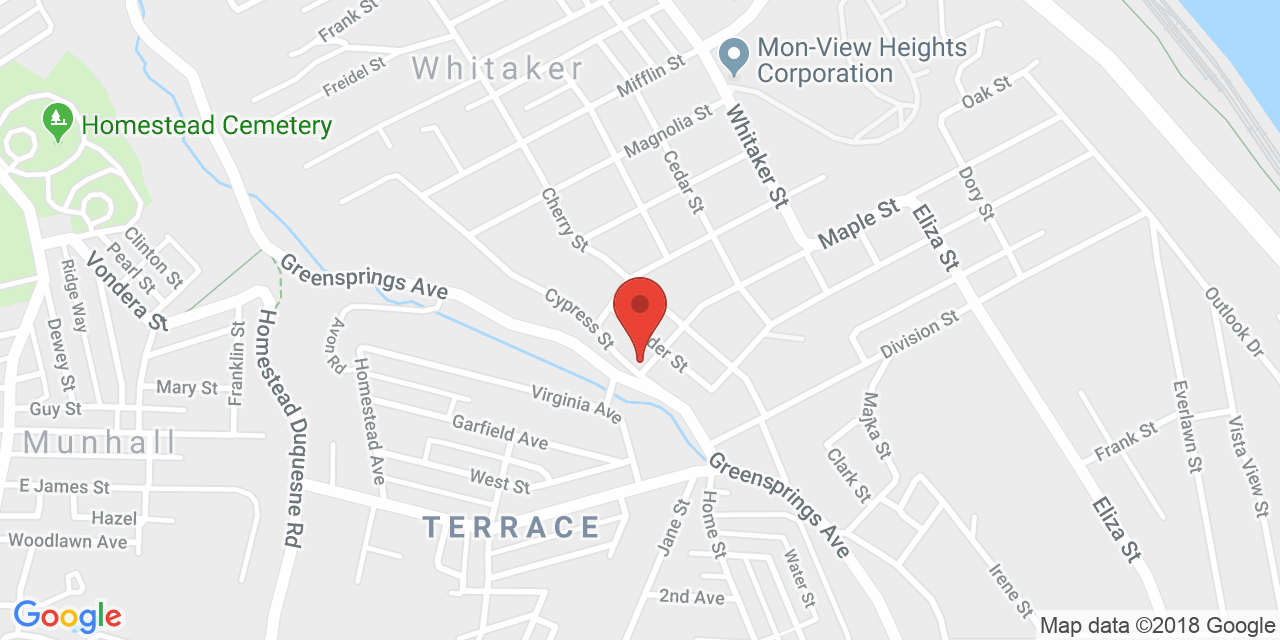 Frank St
Whitaker
Freidel St
Mifflin St
Mon-View Heights
Corporation
Oak St
Homestead Cemetery
Magnolia St
Whitaker St
Cedar St
Dory St
Cherry St
Maple St
Eliza St
Clinton St
Pearl St
Vondera St
Ridge Way
Greensprings Ave
Cypress St
Outlook Dr
Dewey St
Franklin St
Homestead Duquesne Rd
Avon Rd
Division St
Homestead Ave
Mary St
Virginia Ave
Guy St
Garfield Ave
Majka St
Everlawn St
Vista View St
Munhall
Frank St
West St
Clark St
E James St
Greensprings Ave
Eliza St
Hazel
TERRACE
Jane St
Home St
Woodlawn Ave
Water St
Irene St
2nd Ave
Google
Map data ©2018 Google